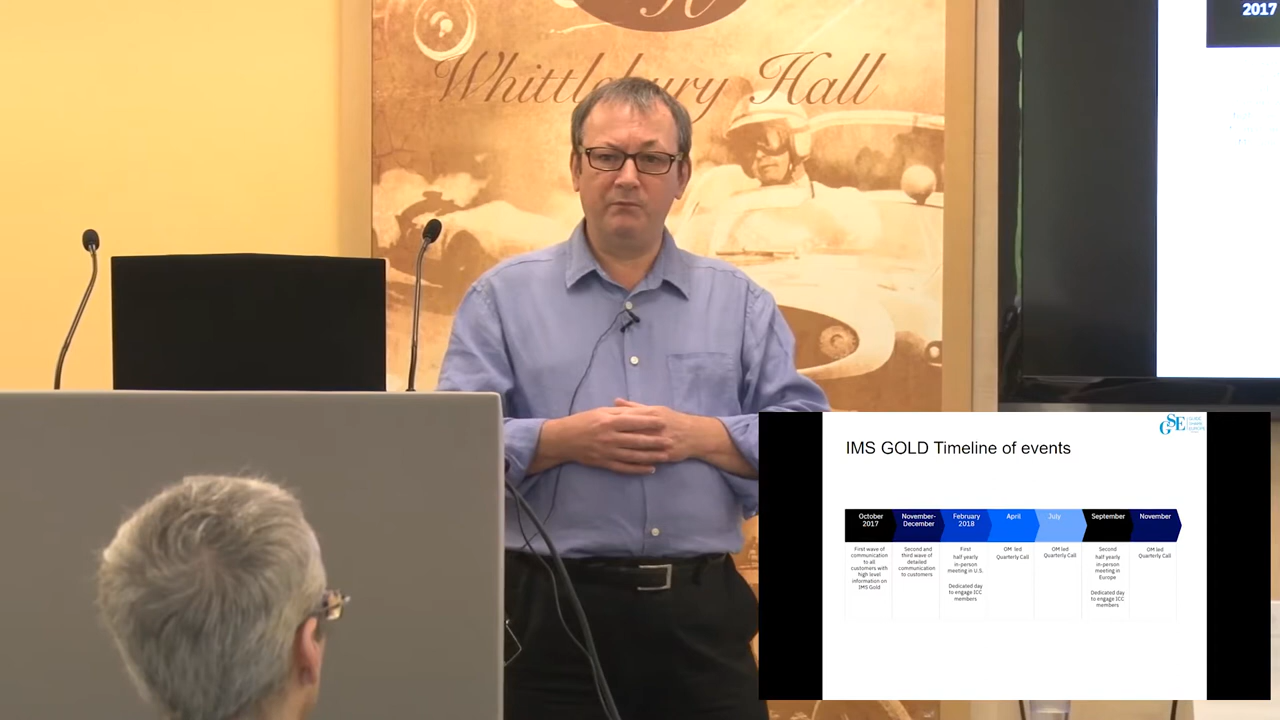 2017
Whittlebury Hall
GSE
GUIDE
SHARE
EUROPE
IMS GOLD Timeline of events
October
2017
November-
December
February
2018
April
July
September
November
First wave of
communication
to all
customers with
high level
information on
IMS Gold
Second and
third wave of
detailed
communication
to customers
First
half yearly
in-person
meeting in U.S.
Dedicated day
to engage ICC
members
OM led
Quarterly Call
OM led
Quarterly Call
Second
half yearly
in-person
meeting in
Europe
Dedicated day
to engage ICC
members
OM led
Quarterly Call